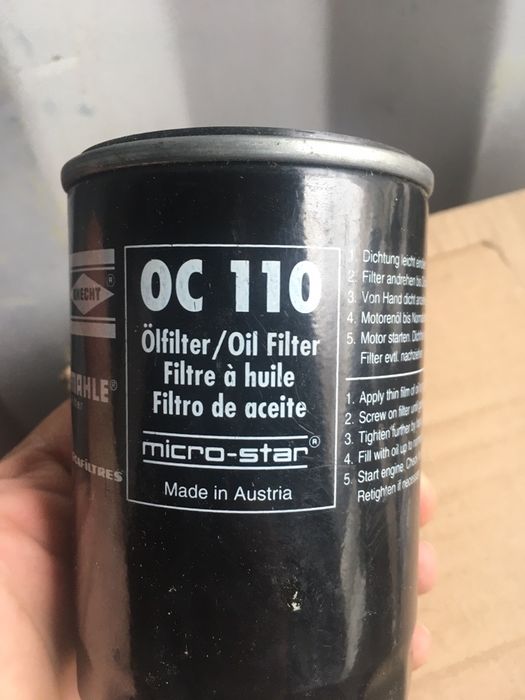 KNECHT®
MAHLE®
OC 110
Ölfilter/Oil Filter
Filtre à huile
Filtro de aceite
micro-star®
Made in Austria
1. Dichtung leicht
2. Filter andrehen bis
3. Von Hand dicht
4. Motorenöl bis
5. Motor starten.
Filter evtl.
1. Apply thin film of
2. Screw on filter until
3. Tighten further by
4. Fill with oil up to
5. Start engine.
Retighten if